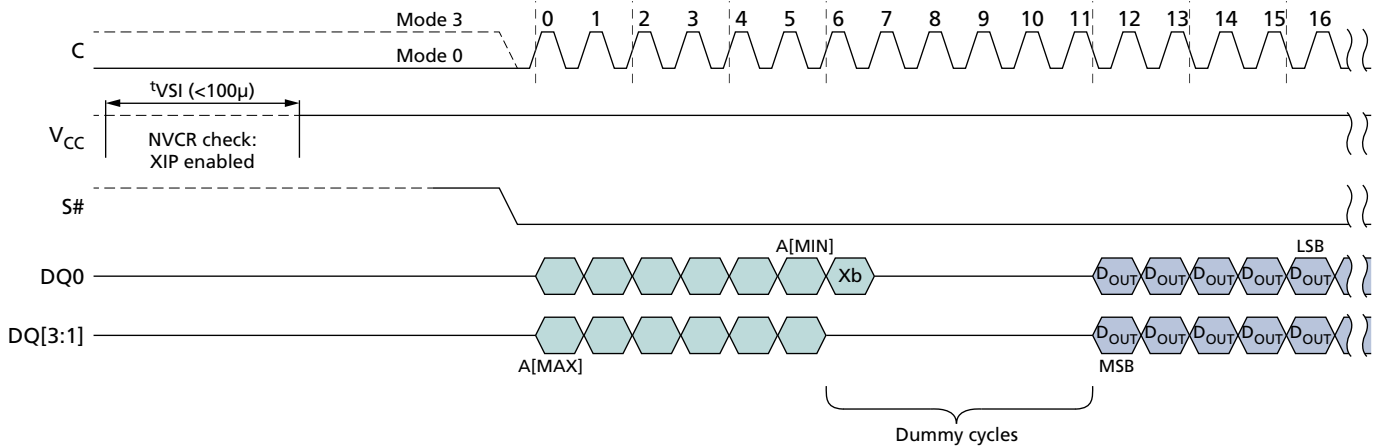 Mode 3
0 1 2 3 4 5 6 7 8 9 10 11 12 13 14 15 16
C
Mode 0
tVSI (<100µ)
VCC
NVCR check:
XIP enabled
S#
A[MIN]
LSB
DQ0
Xb
DOUT DOUT DOUT DOUT DOUT
DQ[3:1]
DOUT DOUT DOUT DOUT DOUT
A[MAX]
MSB
Dummy cycles